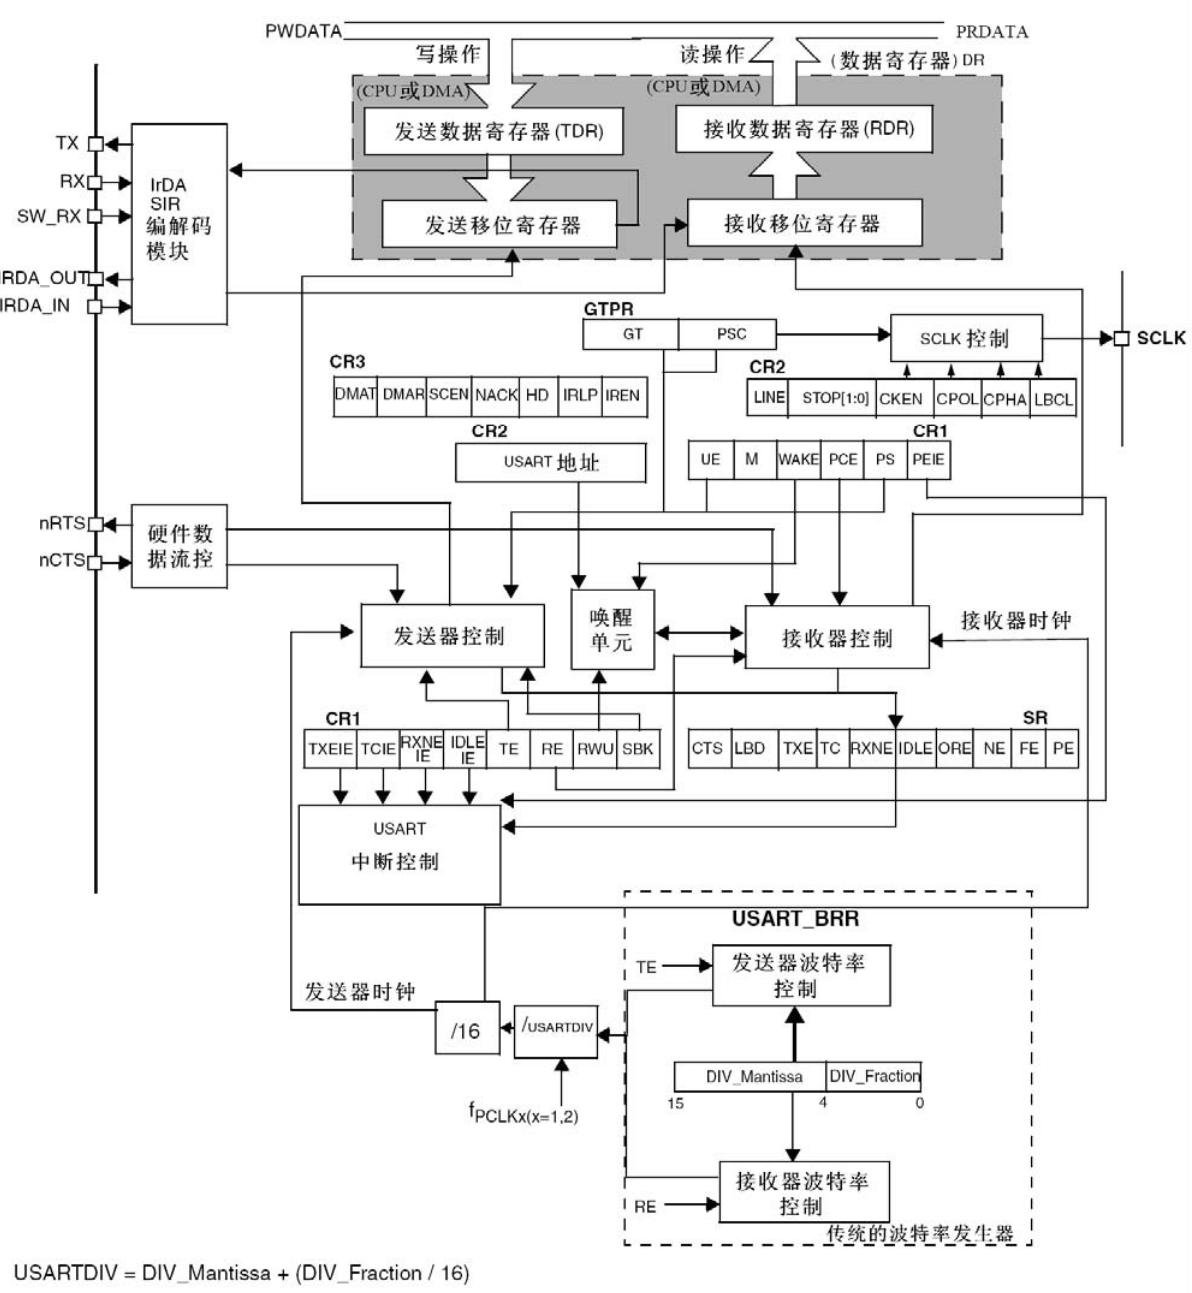 PWDATA
PRDATA
写操作
读操作
(数据寄存器)DR
(CPU或DMA)
(CPU或DMA)
发送数据寄存器(TDR)
接收数据寄存器(RDR)
TX
RX
SW_RX
IRDA_OUT
IRDA_IN
IrDA
SIR
编解码
模块
发送移位寄存器
接收移位寄存器
GTPR
GT
PSC
SCLK 控制
SCLK
CR3
DMAT
DMAR
SCEN
NACK
HD
IRLP
IREN
CR2
LINE
STOP[1:0]
CKEN
CPOL
CPHA
LBCL
CR2
USART 地址
CR1
UE
M
WAKE
PCE
PS
PEIE
nRTS
nCTS
硬件数
据流控
发送器控制
唤醒
单元
接收器控制
接收器时钟
CR1
TXEIE
TCIE
RXNE
IE
IDLE
IE
TE
RE
RWU
SBK
SR
CTS
LBD
TXE
TC
RXNE
IDLE
ORE
NE
FE
PE
USART
中断控制
USART_BRR
TE
发送器波特率
控制
发送器时钟
/16
/USARTDIV
fPCLKx(x=1,2)
DIV_Mantissa
DIV_Fraction
15
4
0
接收器波特率
控制
RE
传统的波特率发生器
USARTDIV = DIV_Mantissa + (DIV_Fraction / 16)